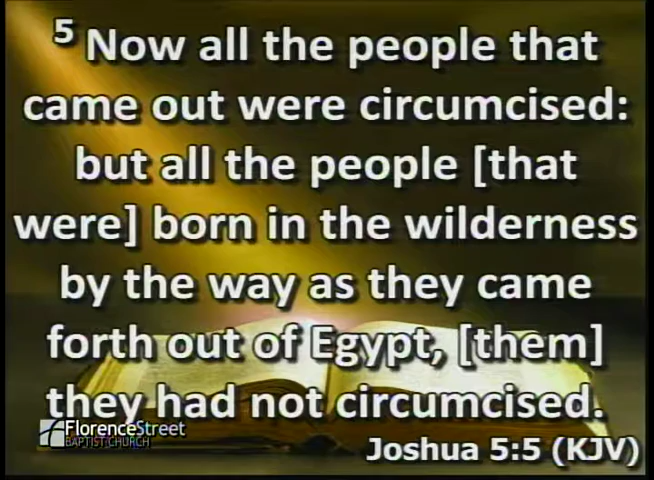 5 Now all the people that
came out were circumcised:
but all the people [that
were] born in the wilderness
by the way as they came
forth out of Egypt, [them]
they had not circumcised.
FlorenceStreet
BAPTIST CHURCH
Joshua 5:5 (KJV)